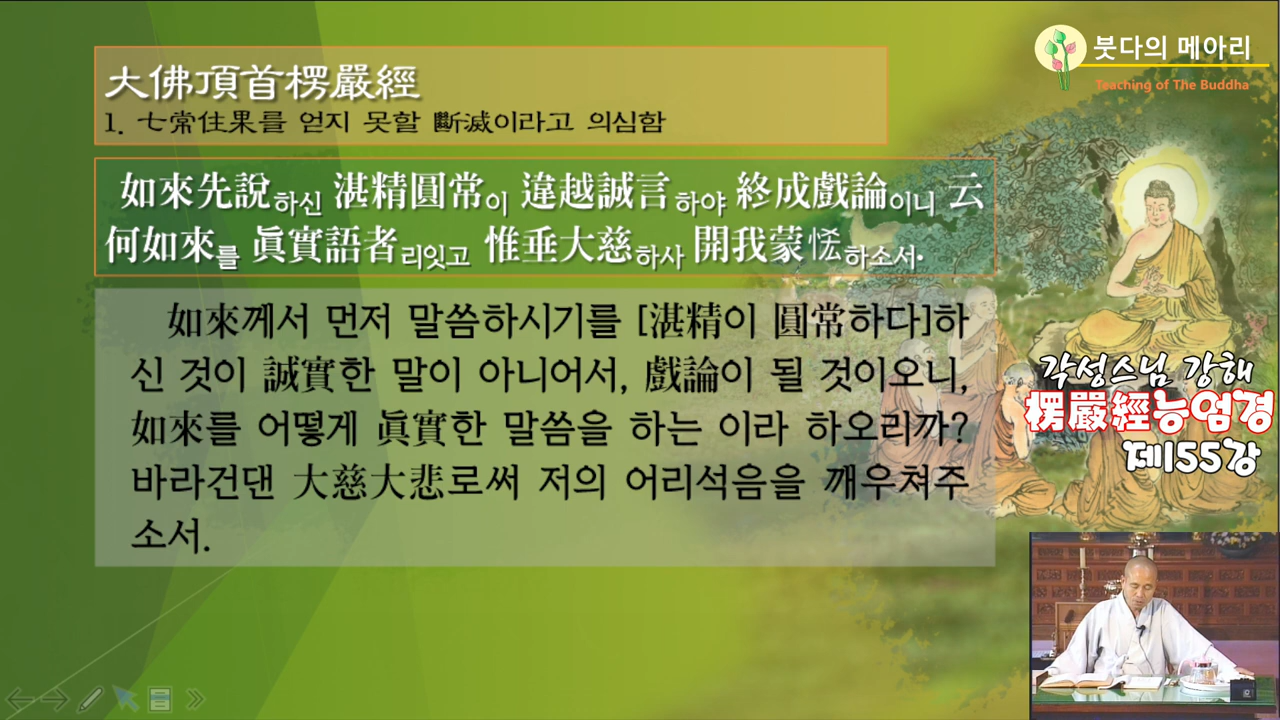 大佛頂首楞嚴經
1. 七常住果를 얻지 못할 斷滅이라고 의심함
如來先說하신 湛精圓常이 違越誠言하야 終成戲論이니 云
何如來를 眞實語者리잇고 惟垂大慈하사 開我蒙恡하소서.
如來께서 먼저 말씀하시기를 [湛精이 圓常하다]하
신 것이 誠實한 말이 아니어서, 戲論이 될 것이오니,
如來를 어떻게 眞實한 말씀을 하는 이라 하오리까?
바라건댄 大慈大悲로써 저의 어리석음을 깨우쳐주
소서.
붓다의 메아리
Teaching of The Buddha
각성스님 강해
楞嚴經능엄경
제155강